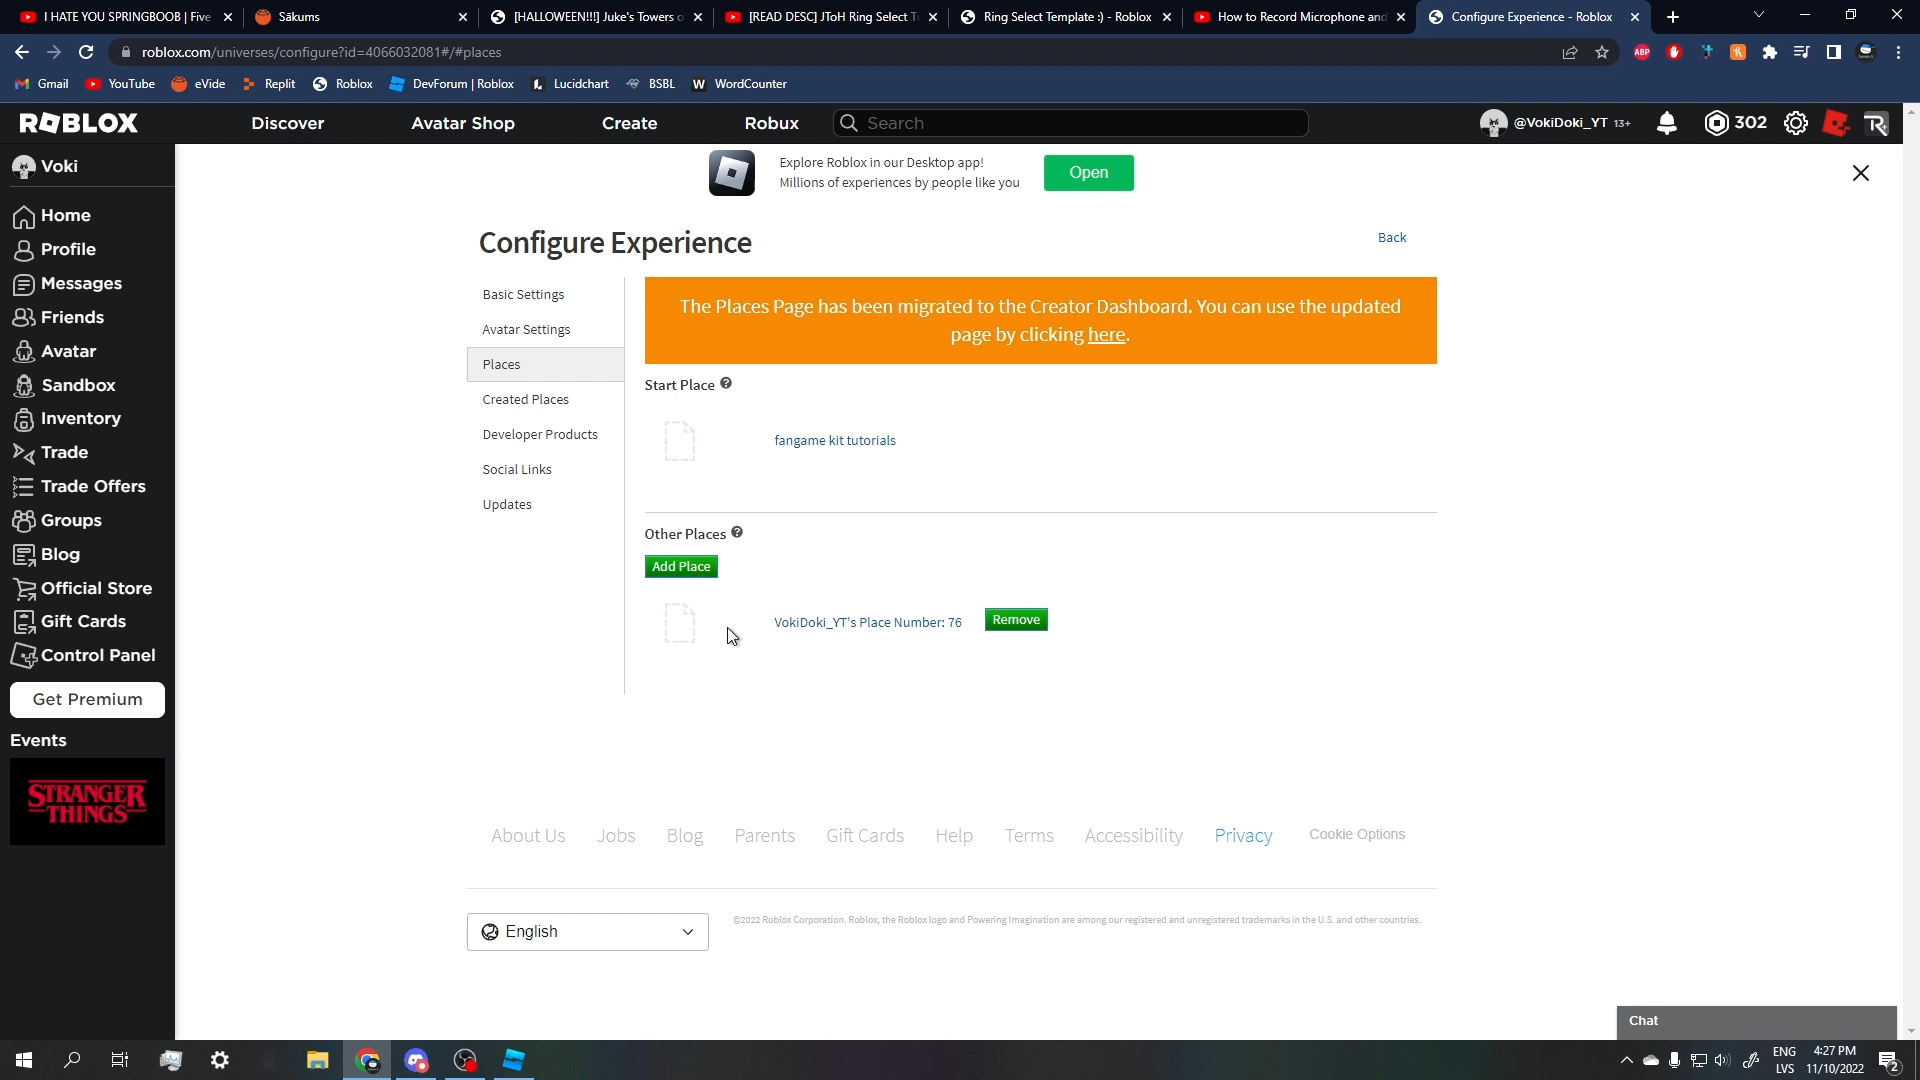 I HATE YOU SPRINGBOOB | Five
Sākums
[HALLOWEEN!!!] Juke's Towers o
[READ DESC] JToH Ring Select T
Ring Select Template :) - Roblox
How to Record Microphone and
Configure Experience - Roblox
roblox.com/universes/configure?id=4066032081#/#places
ABP
Gmail
YouTube
eVide
Replit
Roblox
DevForum | Roblox
Lucidchart
BSBL
W WordCounter
ROBLOX
Discover
Avatar Shop
Create
Robux
Search
@VokiDoki_YT 13+
302
Voki
Explore Roblox in our Desktop app!
Millions of experiences by people like you
Open
Home
Profile
Messages
Friends
Avatar
Sandbox
Inventory
Trade
Trade Offers
Groups
Blog
Official Store
Gift Cards
Control Panel
Get Premium
Events
STRANGER
THINGS
Configure Experience
Back
Basic Settings
Avatar Settings
Places
Created Places
Developer Products
Social Links
Updates
The Places Page has been migrated to the Creator Dashboard. You can use the updated
page by clicking here.
Start Place
fangame kit tutorials
Other Places
Add Place
VokiDoki_YT's Place Number: 76
Remove
About Us
Jobs
Blog
Parents
Gift Cards
Help
Terms
Accessibility
Privacy
Cookie Options
English
©2022 Roblox Corporation. Roblox, the Roblox logo and Powering Imagination are among our registered and unregistered trademarks in the U.S. and other countries.
Chat
ENG
LVS
4:27 PM
11/10/2022
2